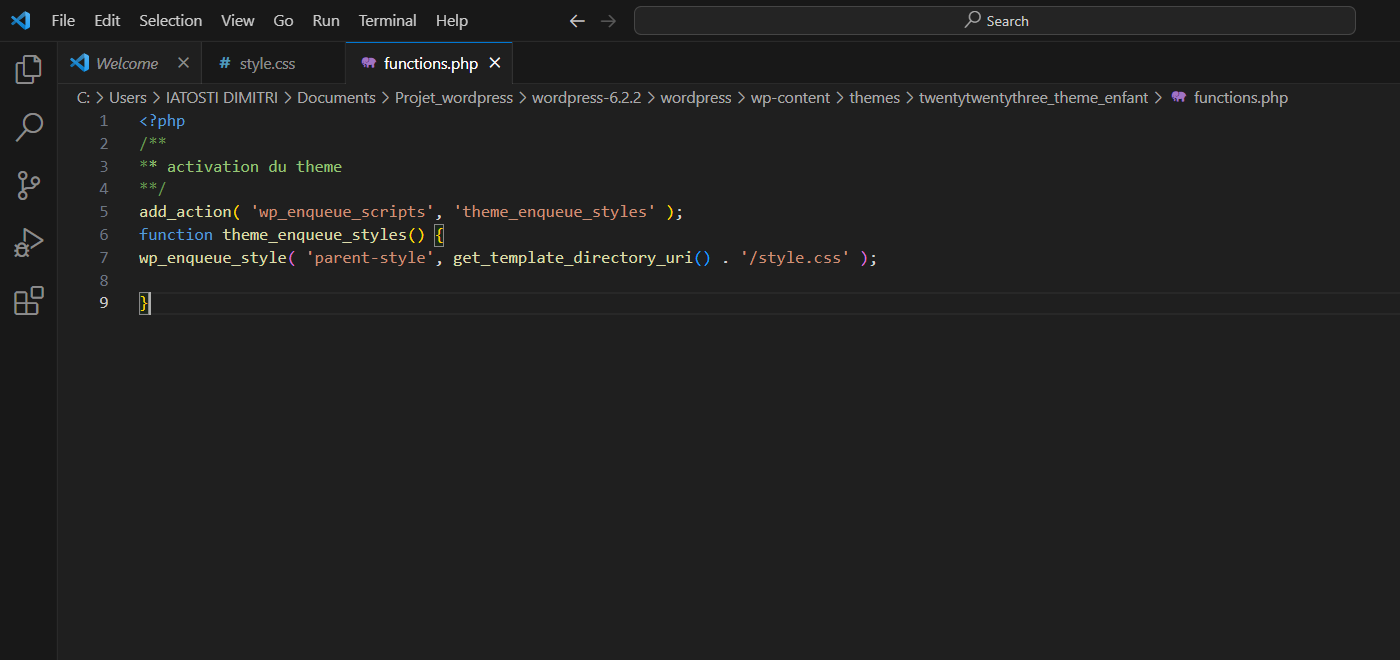 File Edit Selection View Go Run Terminal Help Search
Welcome # style.css functions.php
C: > Users > IATOSTI DIMITRI > Documents > Projet_wordpress > wordpress-6.2.2 > wordpress > wp-content > themes > twentytwentythree_theme_enfant > functions.php
1 <?php
2 /**
3 ** activation du theme
4 **/
5 add_action( 'wp_enqueue_scripts', 'theme_enqueue_styles' );
6 function theme_enqueue_styles() {
7 wp_enqueue_style( 'parent-style', get_template_directory_uri() . '/style.css' );
8
9 }